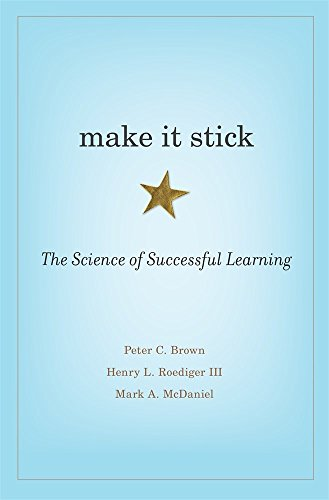 make it stick
The Science of Successful Learning
Peter C. Brown
Henry L. Roediger III
Mark A. McDaniel